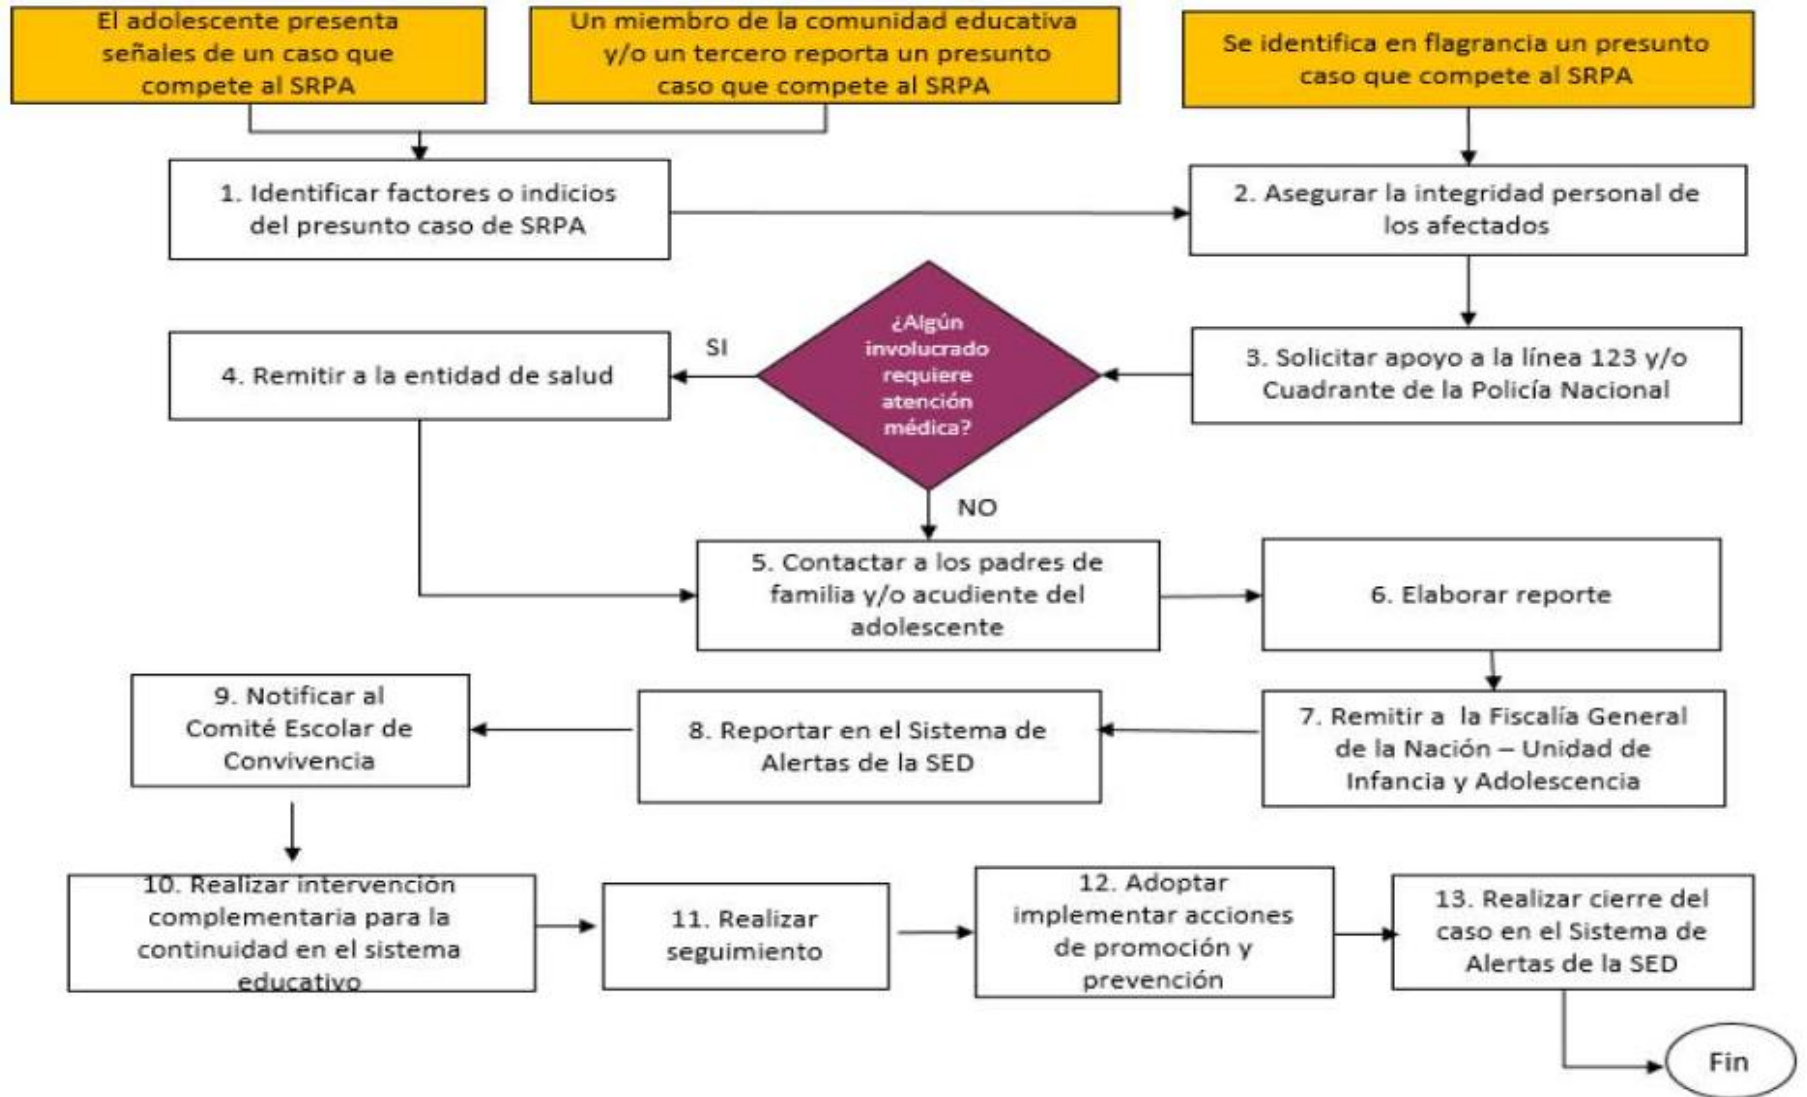 El adolescente presenta
señales de un caso que
compete al SRPA
Un miembro de la comunidad educativa
y/o un tercero reporta un presunto
caso que compete al SRPA
Se identifica en flagrancia un presunto
caso que compete al SRPA
1. Identificar factores o indicios
del presunto caso de SRPA
2. Asegurar la integridad personal de
los afectados
3. Solicitar apoyo a la línea 123 y/o
Cuadrante de la Policía Nacional
¿Algún
involucrado
requiere
atención
médica?
SI
4. Remitir a la entidad de salud
NO
5. Contactar a los padres de
familia y/o acudiente del
adolescente
6. Elaborar reporte
7. Remitir a la Fiscalía General
de la Nación – Unidad de
Infancia y Adolescencia
8. Reportar en el Sistema de
Alertas de la SED
9. Notificar al
Comité Escolar de
Convivencia
10. Realizar intervención
complementaria para la
continuidad en el sistema
educativo
11. Realizar
seguimiento
12. Adoptar
implementar acciones
de promoción y
prevención
13. Realizar cierre del
caso en el Sistema de
Alertas de la SED
Fin